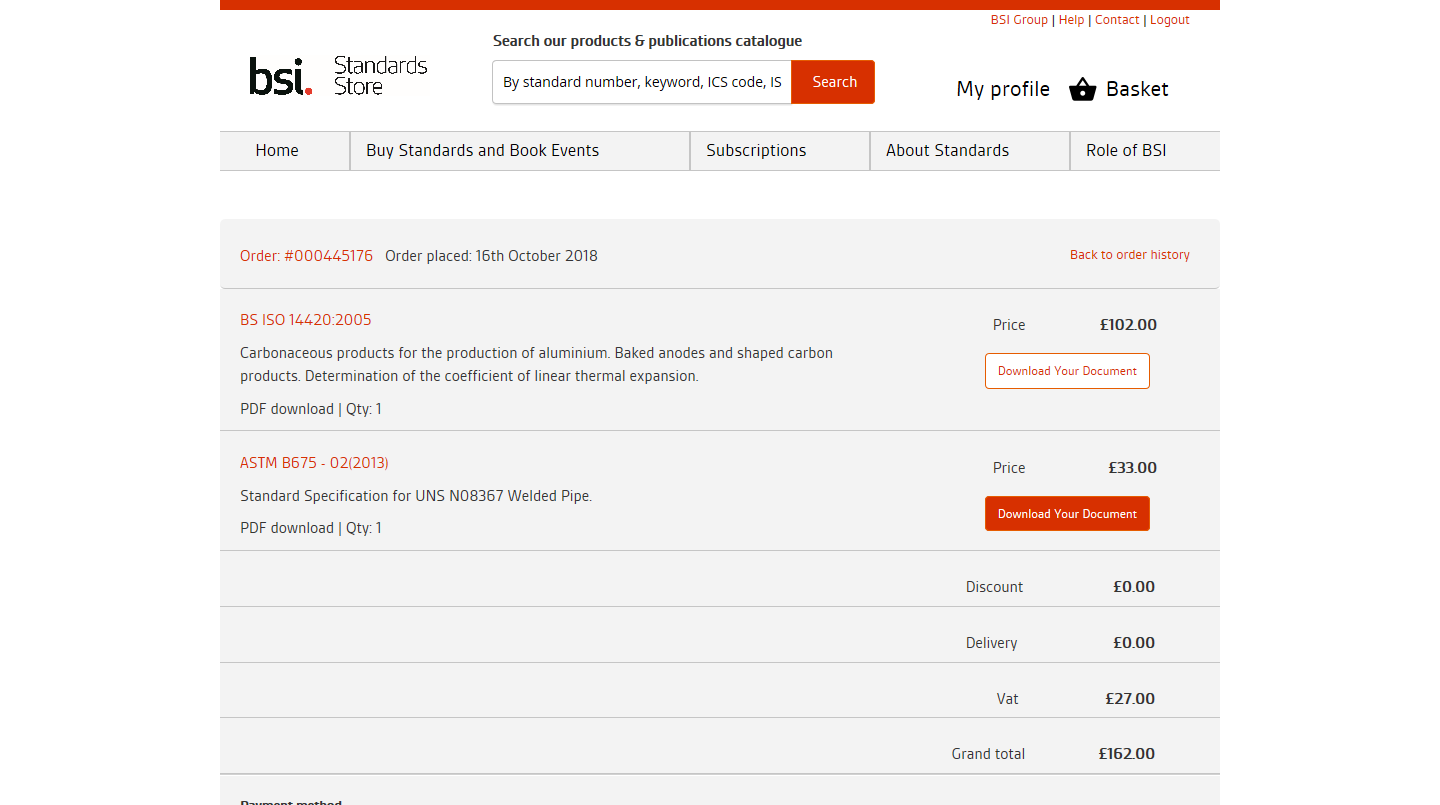 BSI Group | Help | Contact | Logout
Search our products & publications catalogue
bsi. Standards
Store
By standard number, keyword, ICS code, IS
Search
My profile
Basket
Home
Buy Standards and Book Events
Subscriptions
About Standards
Role of BSI
Order: #000445176 Order placed: 16th October 2018
Back to order history
BS ISO 14420:2005
Price £102.00
Carbonaceous products for the production of aluminium. Baked anodes and shaped carbon
products. Determination of the coefficient of linear thermal expansion.
Download Your Document
PDF download | Qty: 1
ASTM B675 - 02(2013)
Price £33.00
Standard Specification for UNS N08367 Welded Pipe.
Download Your Document
PDF download | Qty: 1
Discount £0.00
Delivery £0.00
Vat £27.00
Grand total £162.00
Payment method